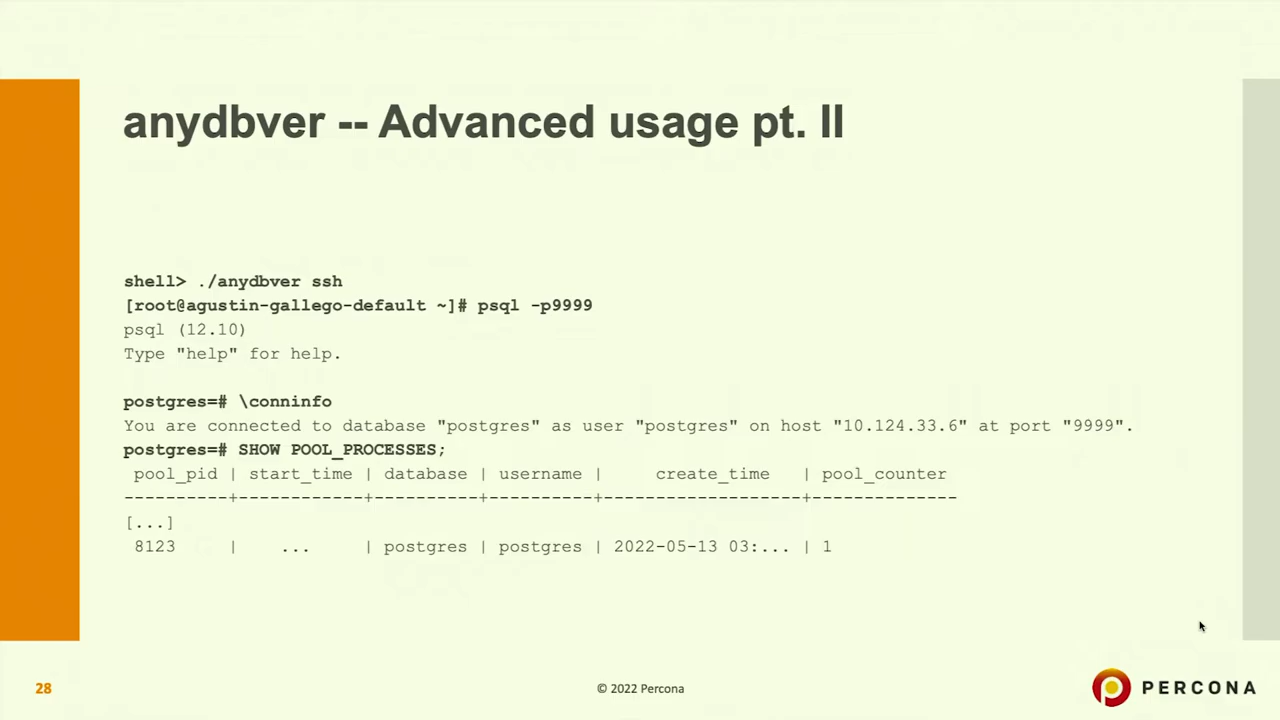 anydbver -- Advanced usage pt. II
shell> ./anydbver ssh
[root@agustin-gallego-default ~]# psql -p9999
psql (12.10)
Type "help" for help.
postgres=# \conninfo
You are connected to database "postgres" as user "postgres" on host "10.124.33.6" at port "9999".
postgres=# SHOW POOL_PROCESSES;
pool_pid | start_time | database | username | create_time | pool_counter
----------+------------+----------+----------+-------------------+--------------
[...]
8123 | ... | postgres | postgres | 2022-05-13 03:... | 1
28
© 2022 Percona
PERCONA